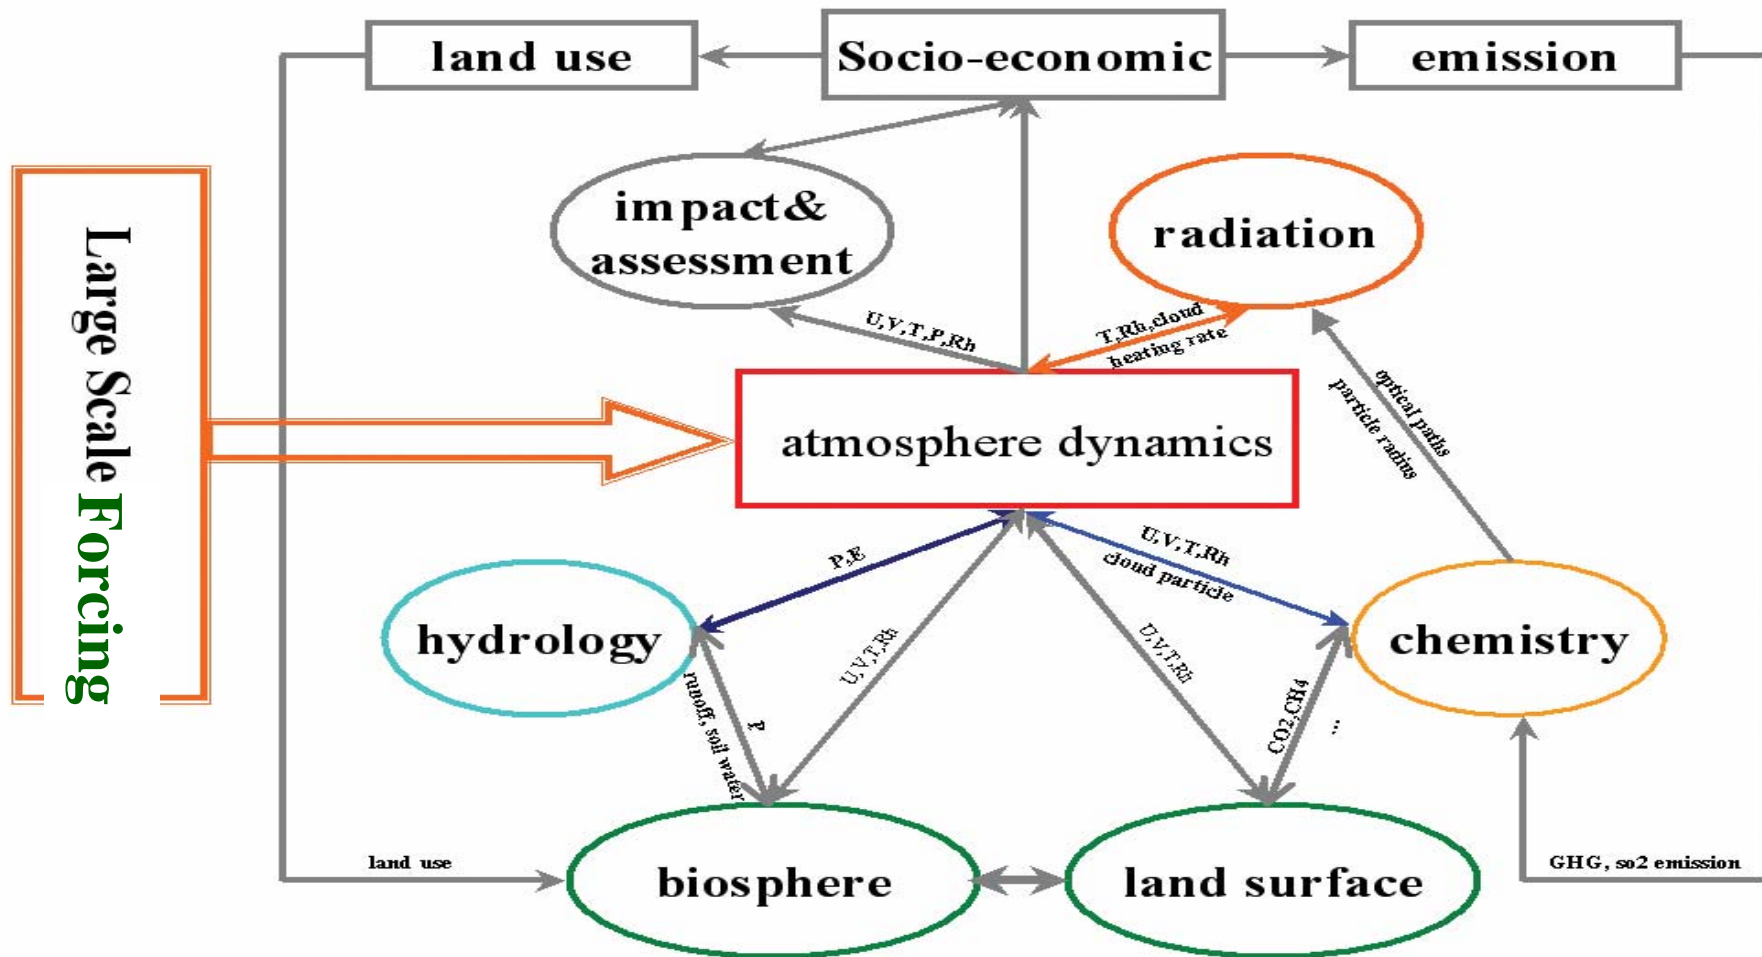 land use
Socio-economic
emission
Large Scale Forcing
impact&
assessment
radiation
U,V,T,P,Rh
T,Rh,cloud
heating rate
optical paths
particle radius
atmosphere dynamics
P,E
U,V,T,Rh
cloud particle
hydrology
U,V,T,Rh
U,V,T,Rh
chemistry
runoff, soil water
P,
CO2,CH4
...
land use
biosphere
land surface
GHG, so2 emission